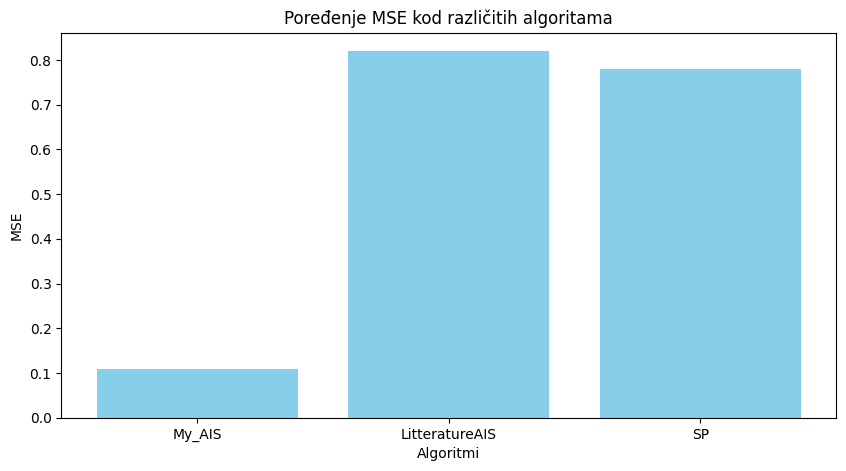 Poređenje MSE kod različitih algoritama
MSE
0.8
0.7
0.6
0.5
0.4
0.3
0.2
0.1
0.0
My_AIS
LitteratureAIS
SP
Algoritmi